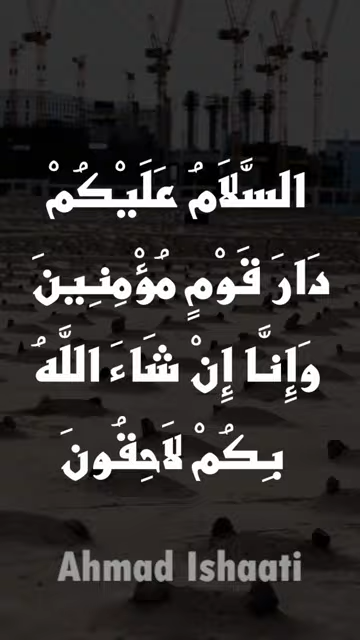 السَّلَامُ عَلَيْكُمْ
دَارَ قَوْمٍ مُؤْمِنِينَ
وَإِنَّا إِنْ شَاءَ اللَّهُ
بِكُمْ لَاحِقُونَ
Ahmad Ishaati